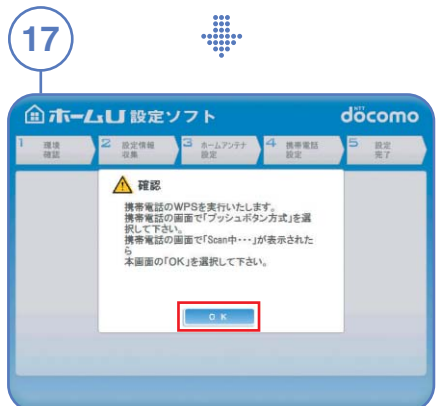 17
ホームU 設定ソフト
NTT
döcomo
1 環境確認
2 設定情報収集
3 ホームアンテナ設定
4 携帯電話設定
5 設定完了
確認
携帯電話のWPSを実行いたします。
携帯電話の画面で「プッシュボタン方式」を選
択して下さい。
携帯電話の画面で「Scan中・・・」が表示された
ら
本画面の「OK」を選択して下さい。
OK